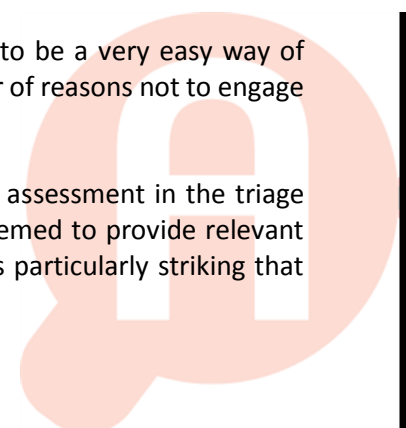 to be a very easy way of
of reasons not to engage
assessment in the triage
to provide relevant
particularly striking that